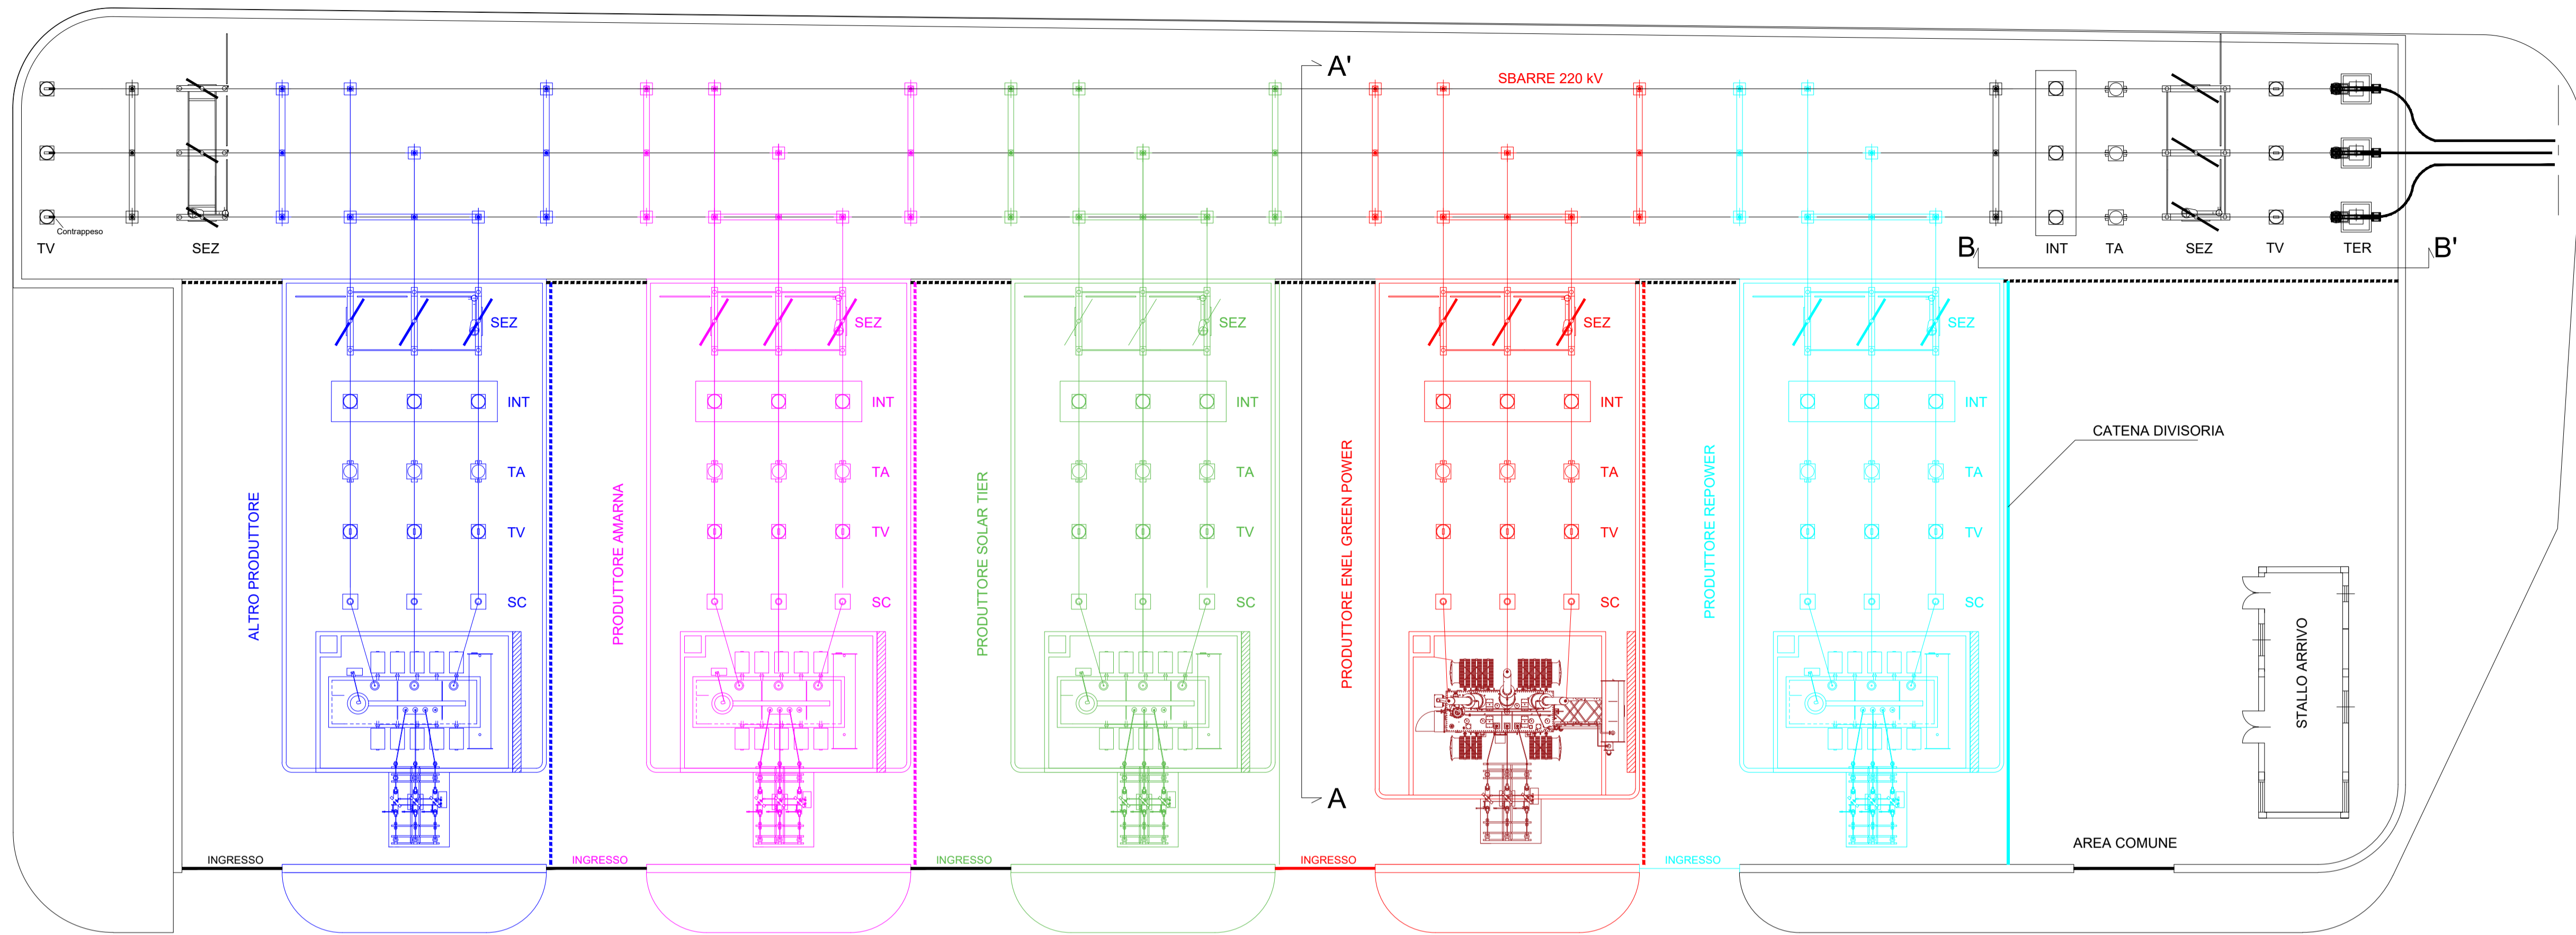 A'
SBARRE 220 kV
Contrappeso
TV
SEZ
B
INT
TA
SEZ
TV
TER
B'
SEZ
SEZ
SEZ
SEZ
SEZ
INT
INT
INT
INT
INT
CATENA DIVISORIA
TA
TA
TA
TA
TA
TV
TV
TV
TV
TV
SC
SC
SC
SC
SC
ALTRO PRODUTTORE
PRODUTTORE AMARNA
PRODUTTORE SOLAR TIER
PRODUTTORE ENEL GREEN POWER
PRODUTTORE REPOWER
STALLO ARRIVO
A
AREA COMUNE
INGRESSO
INGRESSO
INGRESSO
INGRESSO
INGRESSO